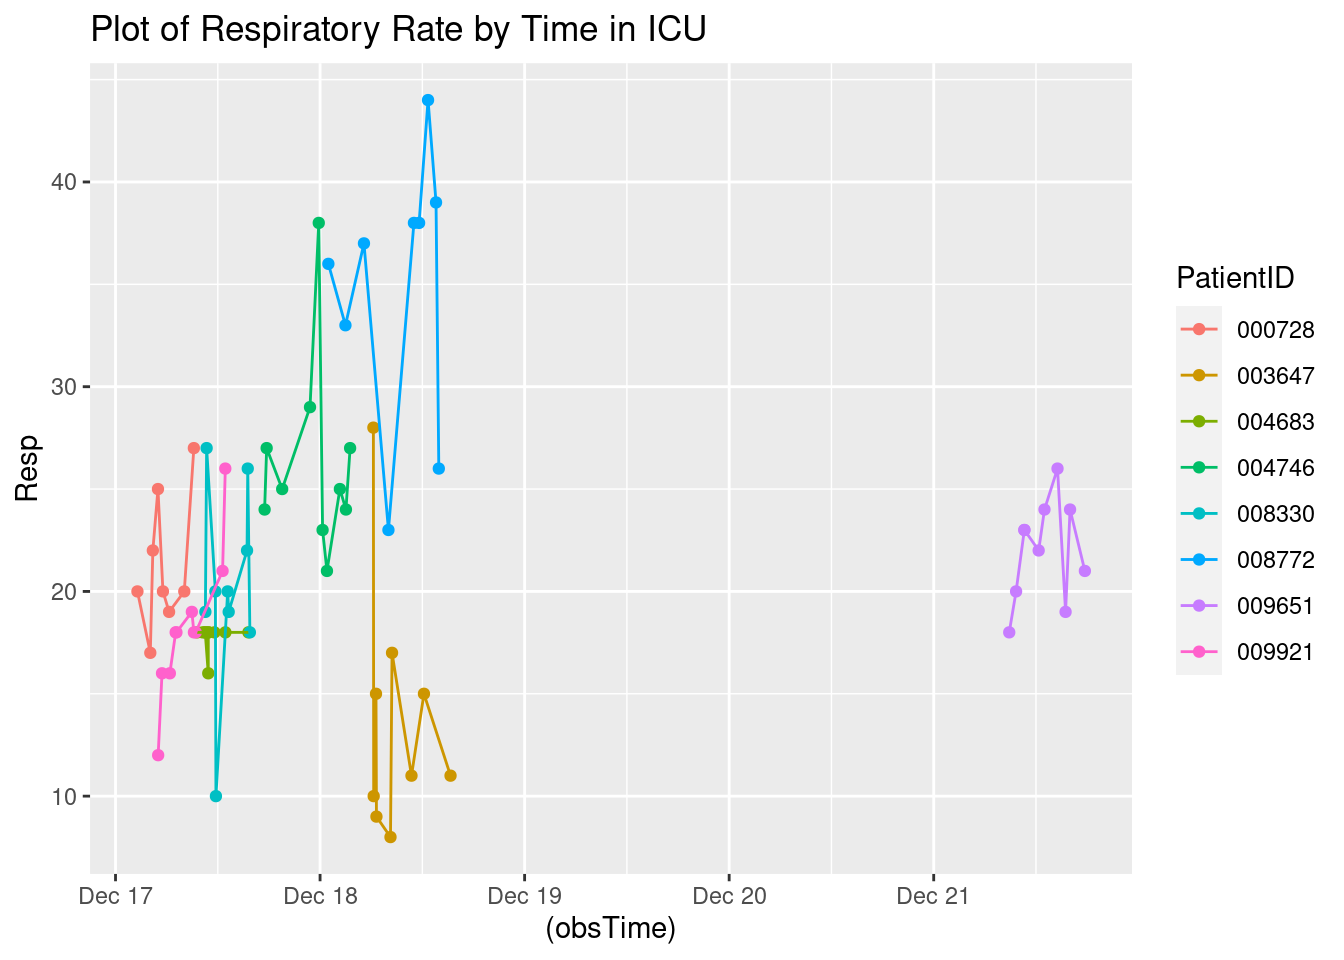 Plot of Respiratory Rate by Time in ICU
40
30
20
10
Resp
Dec 17
Dec 18
Dec 19
Dec 20
Dec 21
(obsTime)
PatientID
000728
003647
004683
004746
008330
008772
009651
009921